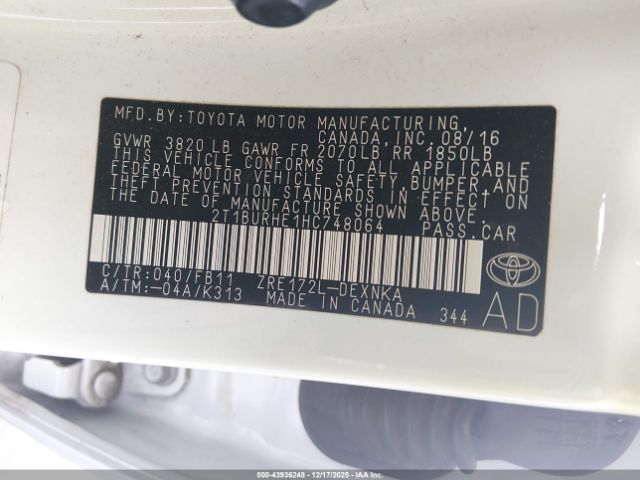 MFD.BY:TOYOTA MOTOR MANUFACTURING,
CANADA,INC. 08/16
GVWR 3820 LB GAWR FR 2070LB RR 1850LB
THIS VEHICLE CONFORMS TO ALL APPLICABLE
FEDERAL MOTOR VEHICLE SAFETY, BUMPER, AND
THEFT PREVENTION STANDARDS IN EFFECT ON
THE DATE OF MANUFACTURE SHOWN ABOVE.
2T1BURHE1HC748064 PASS.CAR
C/TR:040/FB11 ZRE172L-DEXNKA
A/TM:-04A/K313 MADE IN CANADA 344
AD
000-43936248 - 12/17/2025 - IAAI.COM